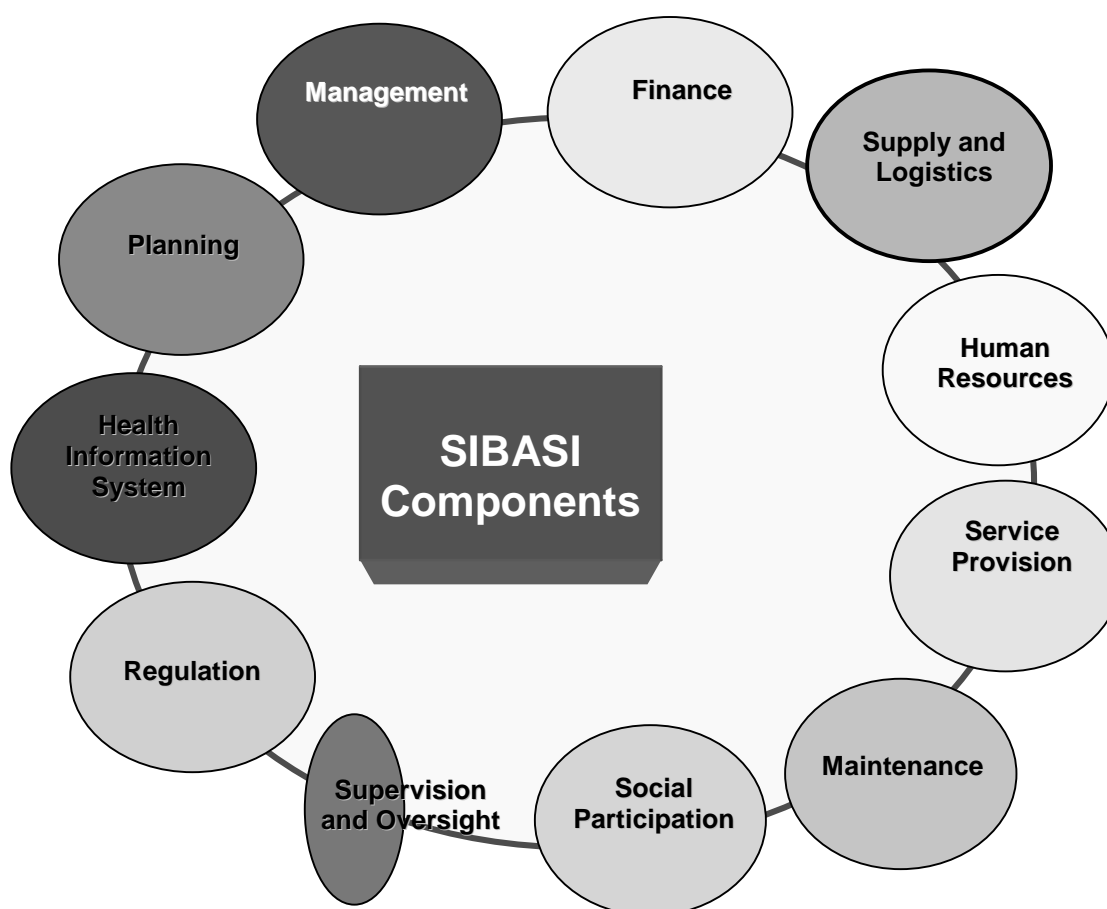 Management
Finance
Supply and
Logistics
Planning
Human
Resources
Health
Information
System
SIBASI
Components
Service
Provision
Regulation
Maintenance
Supervision
and Oversight
Social
Participation